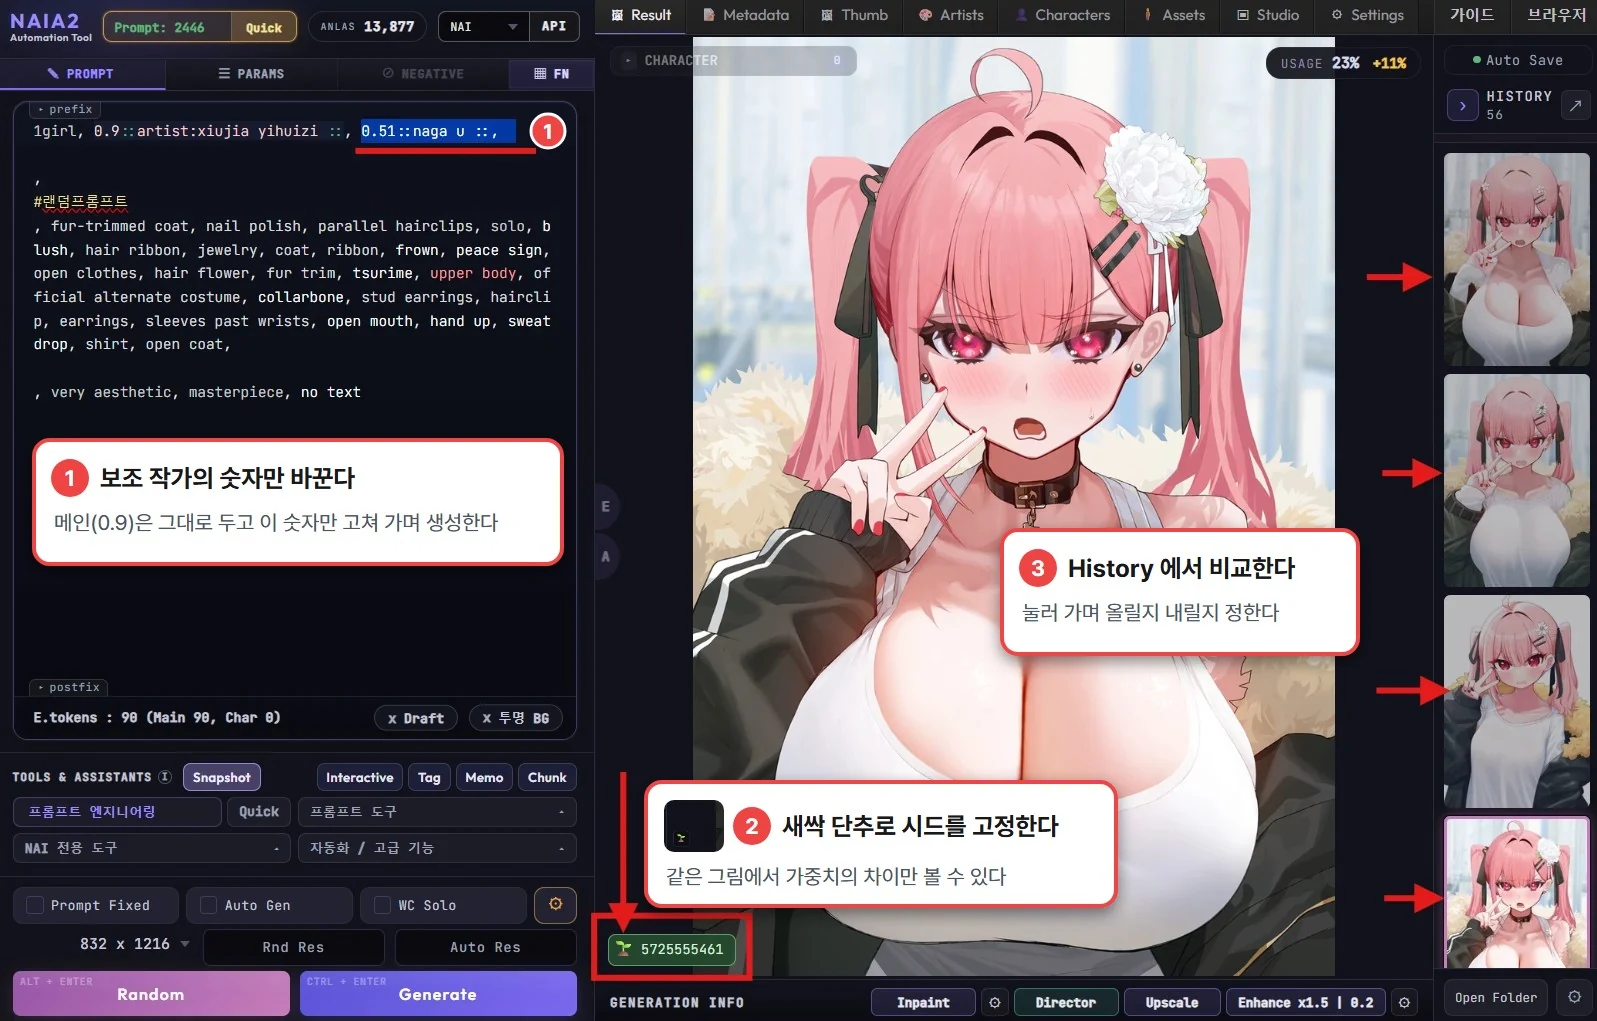 NAIA2
Automation Tool
Prompt: 2446
Quick
ANLAS 13,877
NAI
API
PROMPT
PARAMS
NEGATIVE
FN
prefix
1girl, 0.9::artist:xiujia yihuizi ::, 0.51::naga u ::,
1
,
#랜덤프롬프트
, fur-trimmed coat, nail polish, parallel hairclips, solo, b
lush, hair ribbon, jewelry, coat, ribbon, frown, peace sign,
open clothes, hair flower, fur trim, tsurime, upper body, of
ficial alternate costume, collarbone, stud earrings, haircli
p, earrings, sleeves past wrists, open mouth, hand up, sweat
drop, shirt, open coat,
, very aesthetic, masterpiece, no text
1 보조 작가의 숫자만 바꾼다
메인(0.9)은 그대로 두고 이 숫자만 고쳐 가며 생성한다
postfix
E.tokens : 90 (Main 90, Char 0)
x Draft
x 투명 BG
TOOLS & ASSISTANTS
Snapshot
Interactive
Tag
Memo
Chunk
프롬프트 엔지니어링
Quick
프롬프트 도구
-
NAI 전용 도구
-
자동화 / 고급 기능
-
Prompt Fixed
Auto Gen
WC Solo
832 x 1216
Rnd Res
Auto Res
ALT + ENTER
Random
CTRL + ENTER
Generate
Result
Metadata
Thumb
Artists
Characters
Assets
Studio
Settings
CHARACTER
0
USAGE 23% +11%
E
A
3 History 에서 비교한다
눌러 가며 올릴지 내릴지 정한다
2 새싹 단추로 시드를 고정한다
같은 그림에서 가중치의 차이만 볼 수 있다
5725555461
GENERATION INFO
Inpaint
Director
Upscale
Enhance x1.5 | 0.2
가이드
브라우저
Auto Save
HISTORY
56
Open Folder